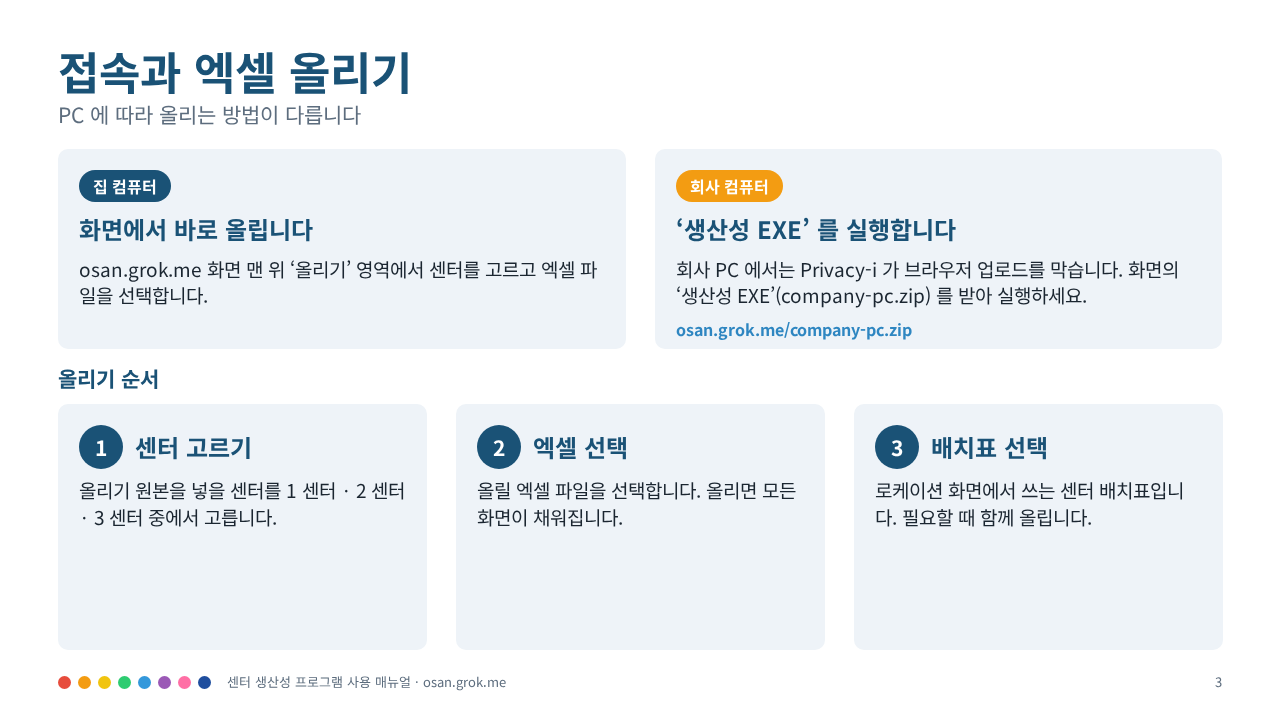 접속과 엑셀 올리기
PC 에 따라 올리는 방법이 다릅니다
집 컴퓨터
화면에서 바로 올립니다
osan.grok.me 화면 맨 위 ‘올리기’ 영역에서 센터를 고르고 엑셀 파
일을 선택합니다.
회사 컴퓨터
‘생산성 EXE’ 를 실행합니다
회사 PC 에서는 Privacy-i 가 브라우저 업로드를 막습니다. 화면의
‘생산성 EXE’(company-pc.zip) 를 받아 실행하세요.
osan.grok.me/company-pc.zip
올리기 순서
1 센터 고르기
올리기 원본을 넣을 센터를 1 센터 · 2 센터
· 3 센터 중에서 고릅니다.
2 엑셀 선택
올릴 엑셀 파일을 선택합니다. 올리면 모든
화면이 채워집니다.
3 배치표 선택
로케이션 화면에서 쓰는 센터 배치표입니
다. 필요할 때 함께 올립니다.
센터 생산성 프로그램 사용 매뉴얼 · osan.grok.me
3